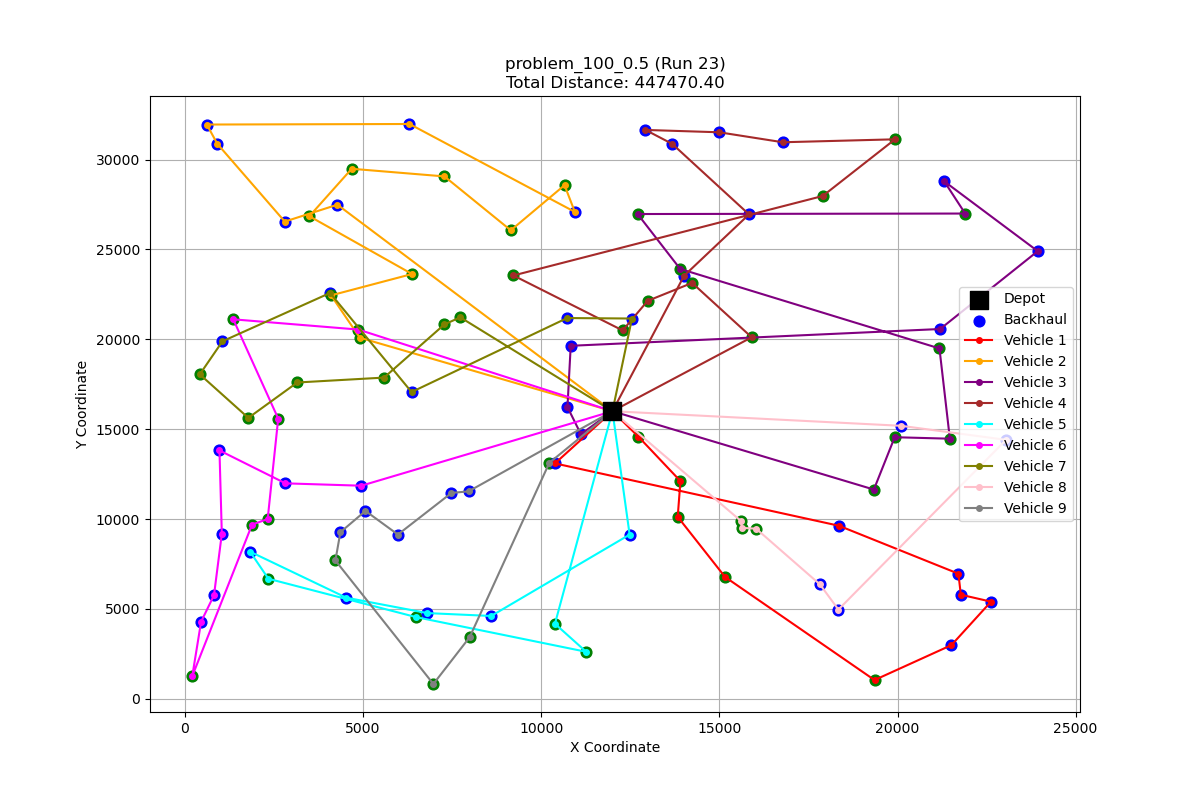 problem_100_0.5 (Run 23)
Total Distance: 447470.40
Y Coordinate
30000
25000
20000
15000
10000
5000
0
0 5000 10000 15000 20000 25000
X Coordinate
Depot
Backhaul
Vehicle 1
Vehicle 2
Vehicle 3
Vehicle 4
Vehicle 5
Vehicle 6
Vehicle 7
Vehicle 8
Vehicle 9